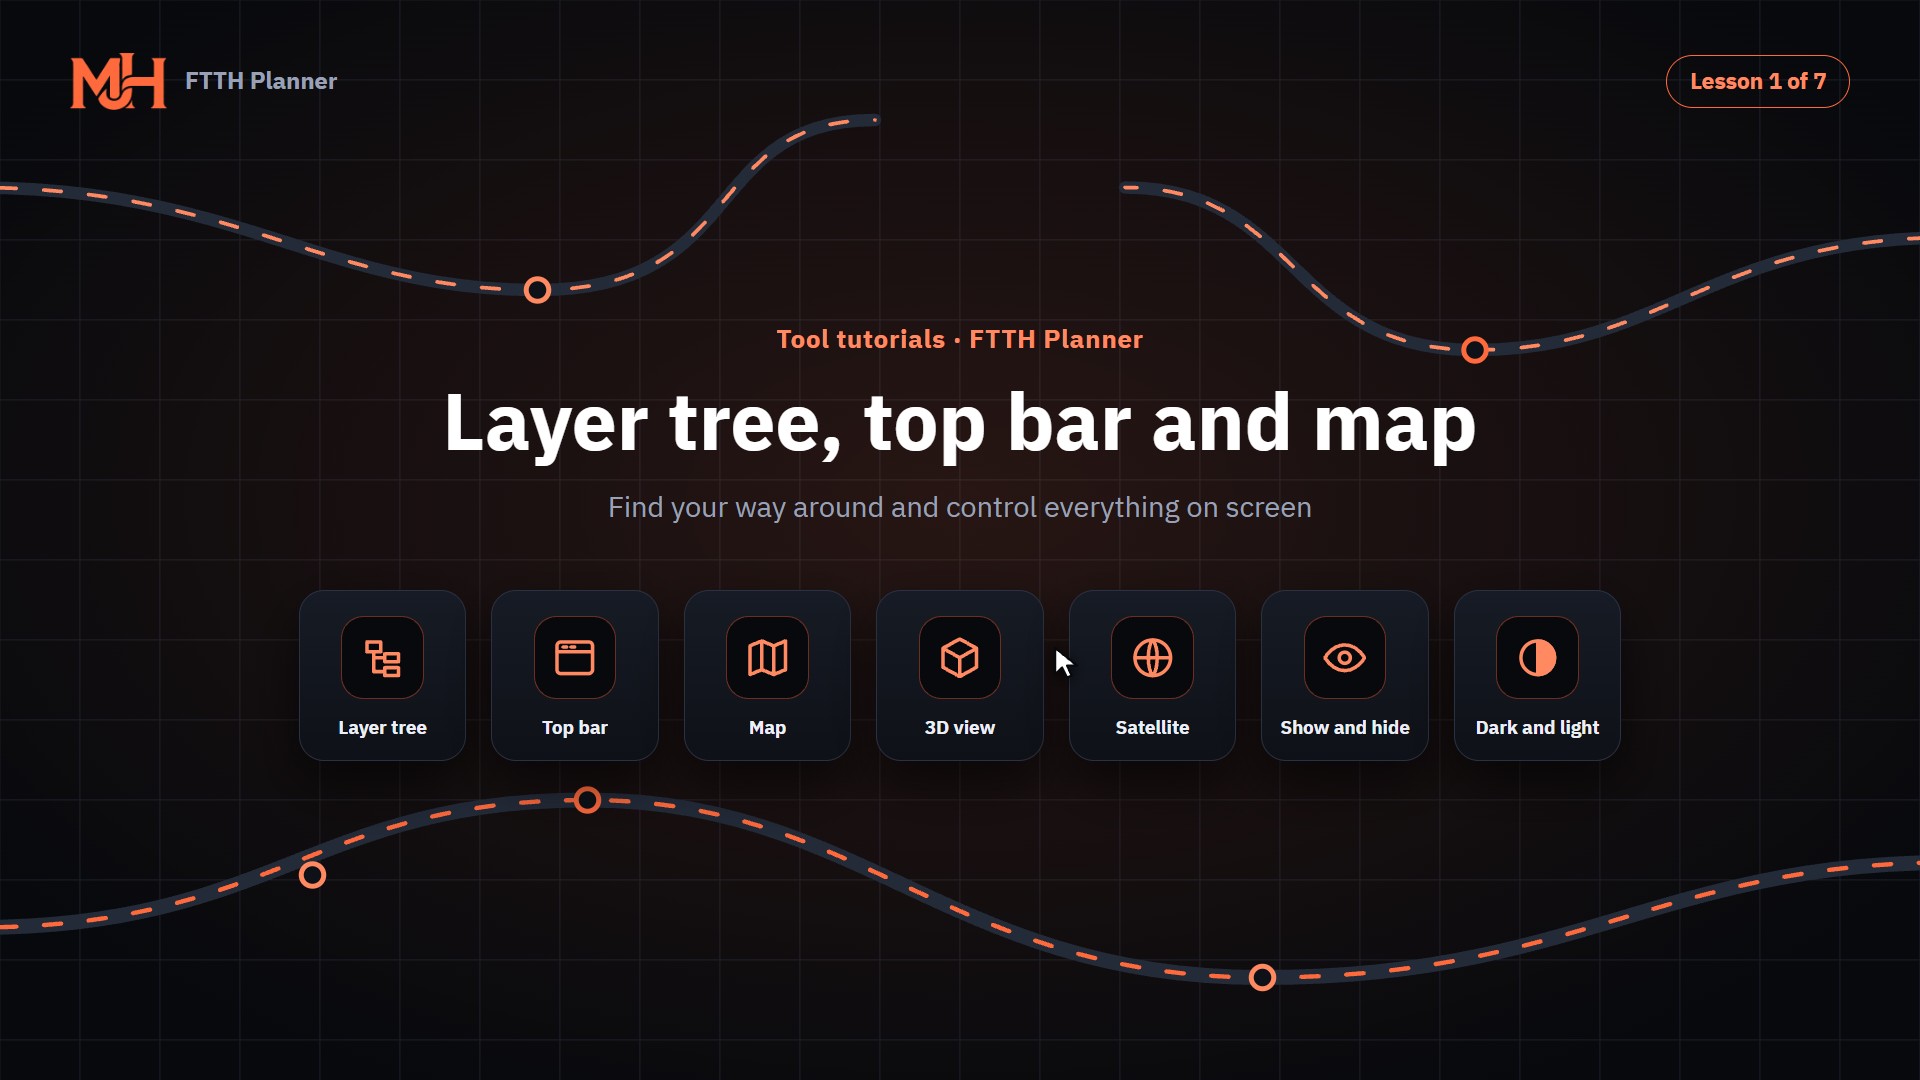 MJH
FTTH Planner
Lesson 1 of 7
Tool tutorials · FTTH Planner
Layer tree, top bar and map
Find your way around and control everything on screen
Layer tree
Top bar
Map
3D view
Satellite
Show and hide
Dark and light